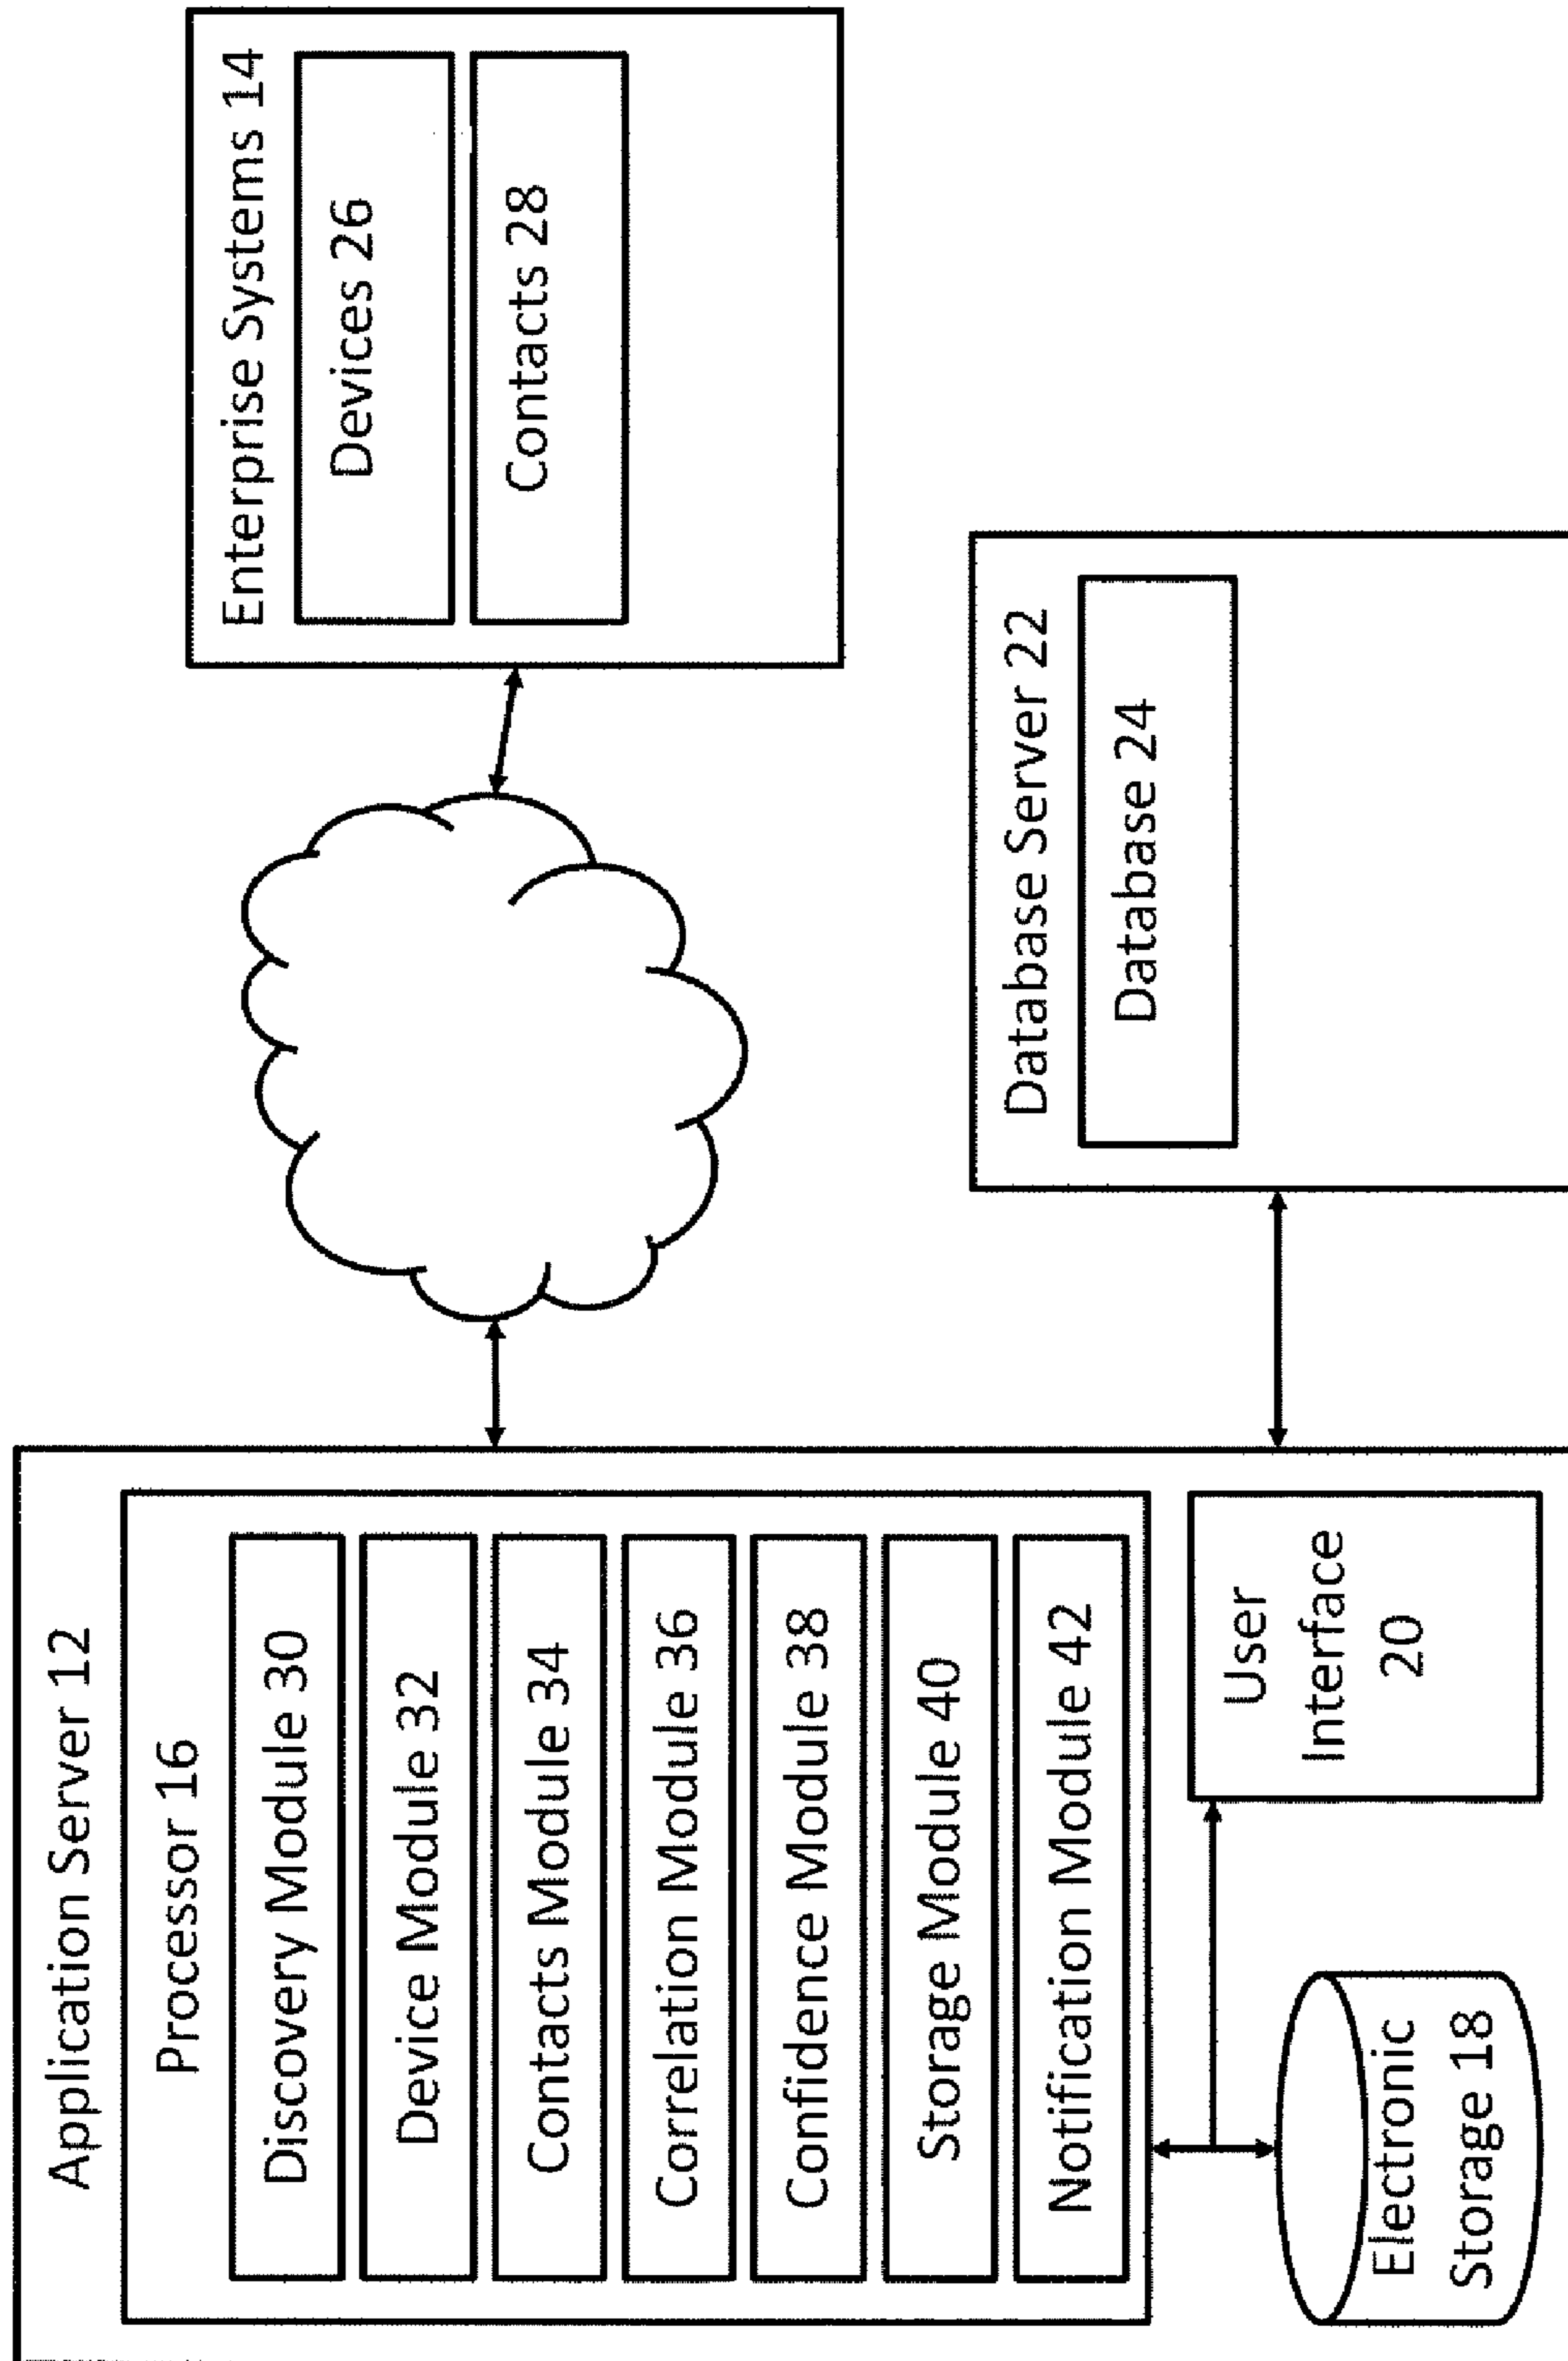 Application Server 12
Processor 16
Discovery Module 30
Device Module 32
Contacts Module 34
Correlation Module 36
Confidence Module 38
Storage Module 40
Notification Module 42
Electronic
Storage 18
User
Interface
20
Enterprise Systems 14
Devices 26
Contacts 28
Database Server 22
Database 24